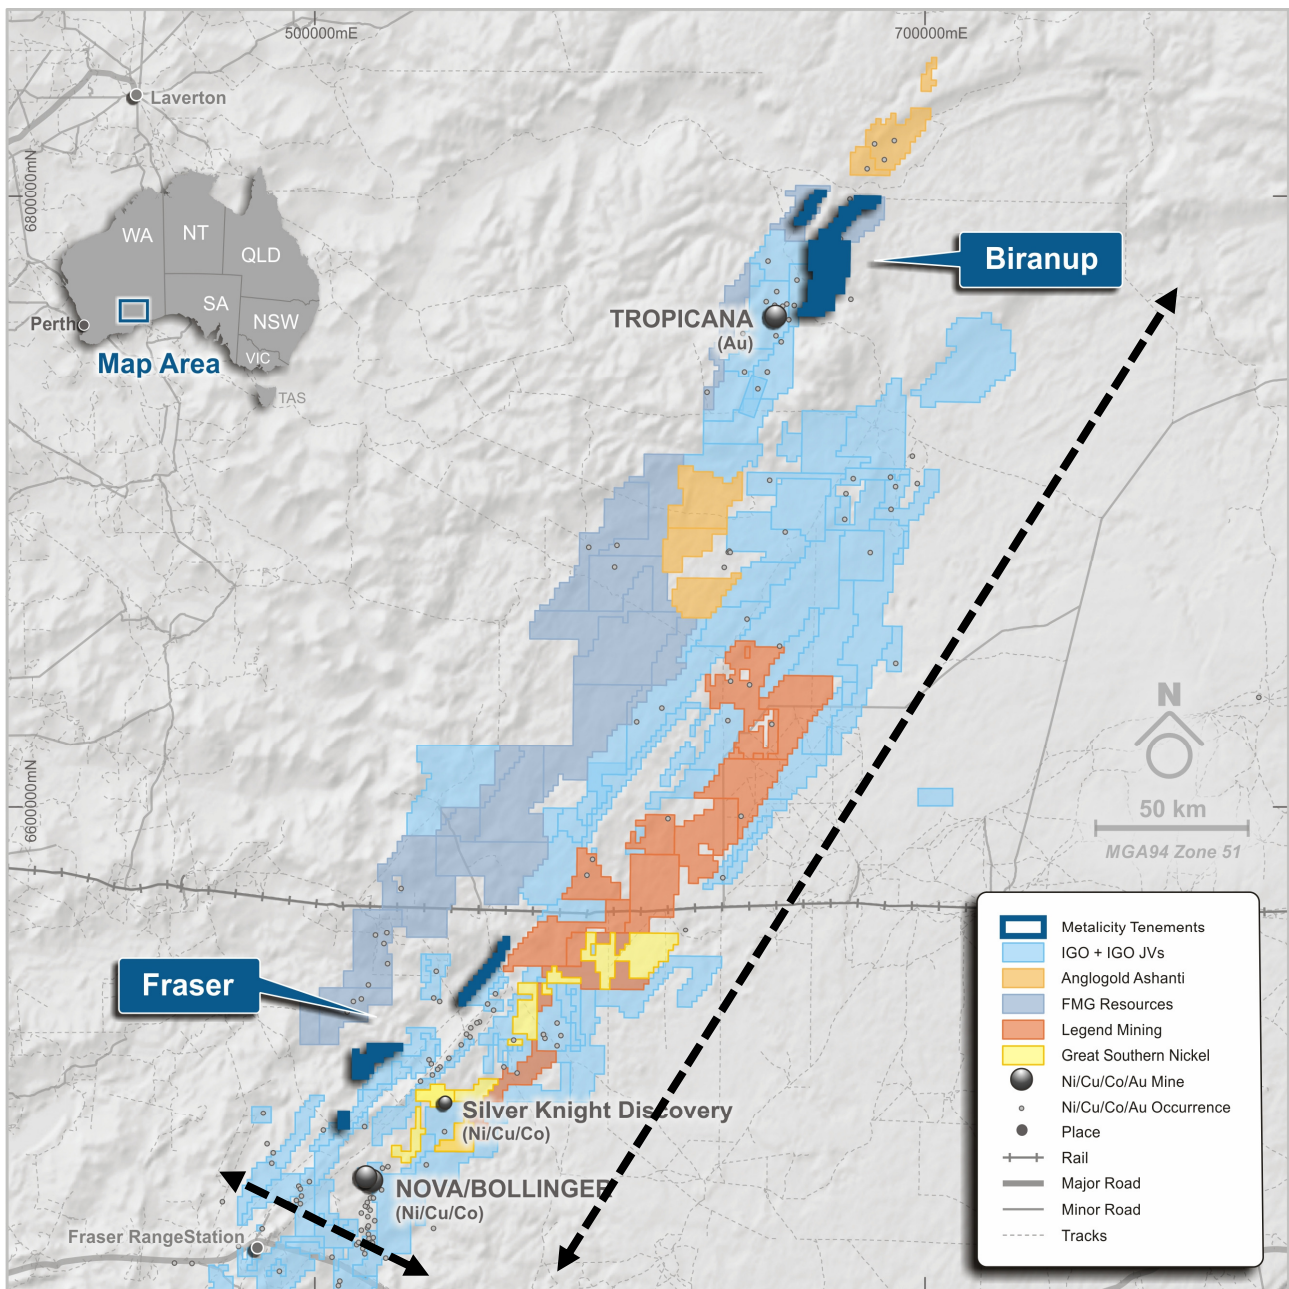 500000mE
700000mE
Laverton
6800000mN
WA
NT
QLD
SA
NSW
VIC
TAS
Perth
Map Area
Biranup
TROPICANA
(Au)
N
50 km
MGA94 Zone 51
6600000mN
Fraser
Silver Knight Discovery
(Ni/Cu/Co)
NOVA/BOLLINGER
(Ni/Cu/Co)
Fraser RangeStation
Metalicity Tenements
IGO + IGO JVs
Anglogold Ashanti
FMG Resources
Legend Mining
Great Southern Nickel
Ni/Cu/Co/Au Mine
Ni/Cu/Co/Au Occurrence
Place
Rail
Major Road
Minor Road
Tracks